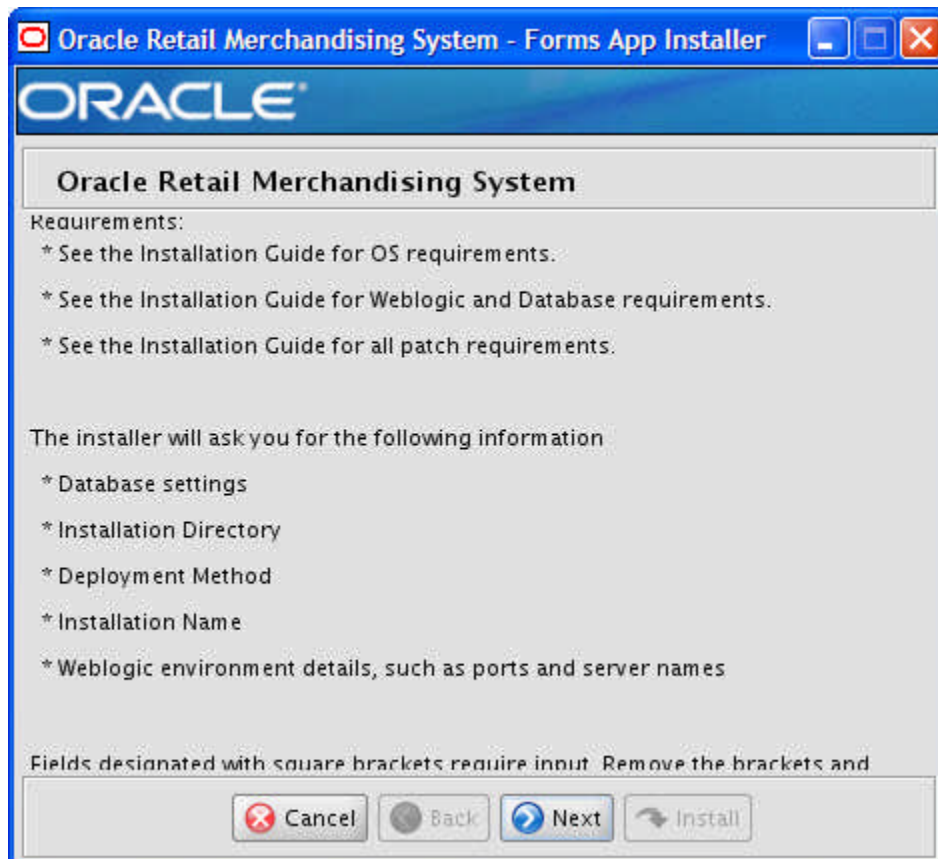 Oracle Retail Merchandising System - Forms App Installer
ORACLE®
Oracle Retail Merchandising System
Requirements:
* See the Installation Guide for OS requirements.
* See the Installation Guide for Weblogic and Database requirements.
* See the Installation Guide for all patch requirements.
The installer will ask you for the following information
* Database settings
* Installation Directory
* Deployment Method
* Installation Name
* Weblogic environment details, such as ports and server names
Fields designated with square brackets require input. Remove the brackets and
Cancel Back Next Install